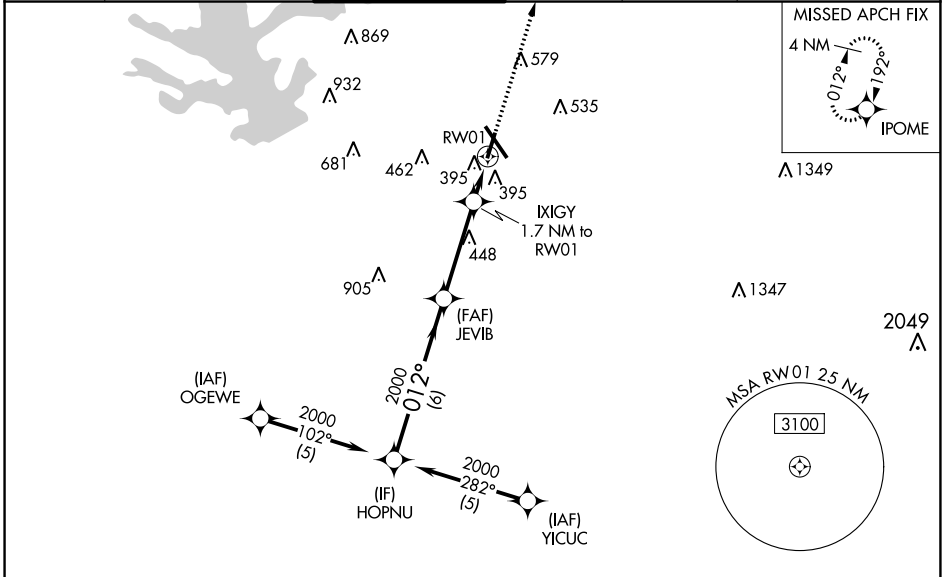 MISSED APCH FIX
4 NM
012°
192°
IPOME
869
579
932
535
RW01
681
462
395
395
1349
IXIGY
1.7 NM to
RW01
448
905
1347
(FAF)
JEVIB
2049
2000
012°
(6)
MSA RW01 25 NM
3100
(IAF)
OGEWE
2000
102°
(5)
(IF)
HOPNU
2000
282°
(5)
(IAF)
YICUC